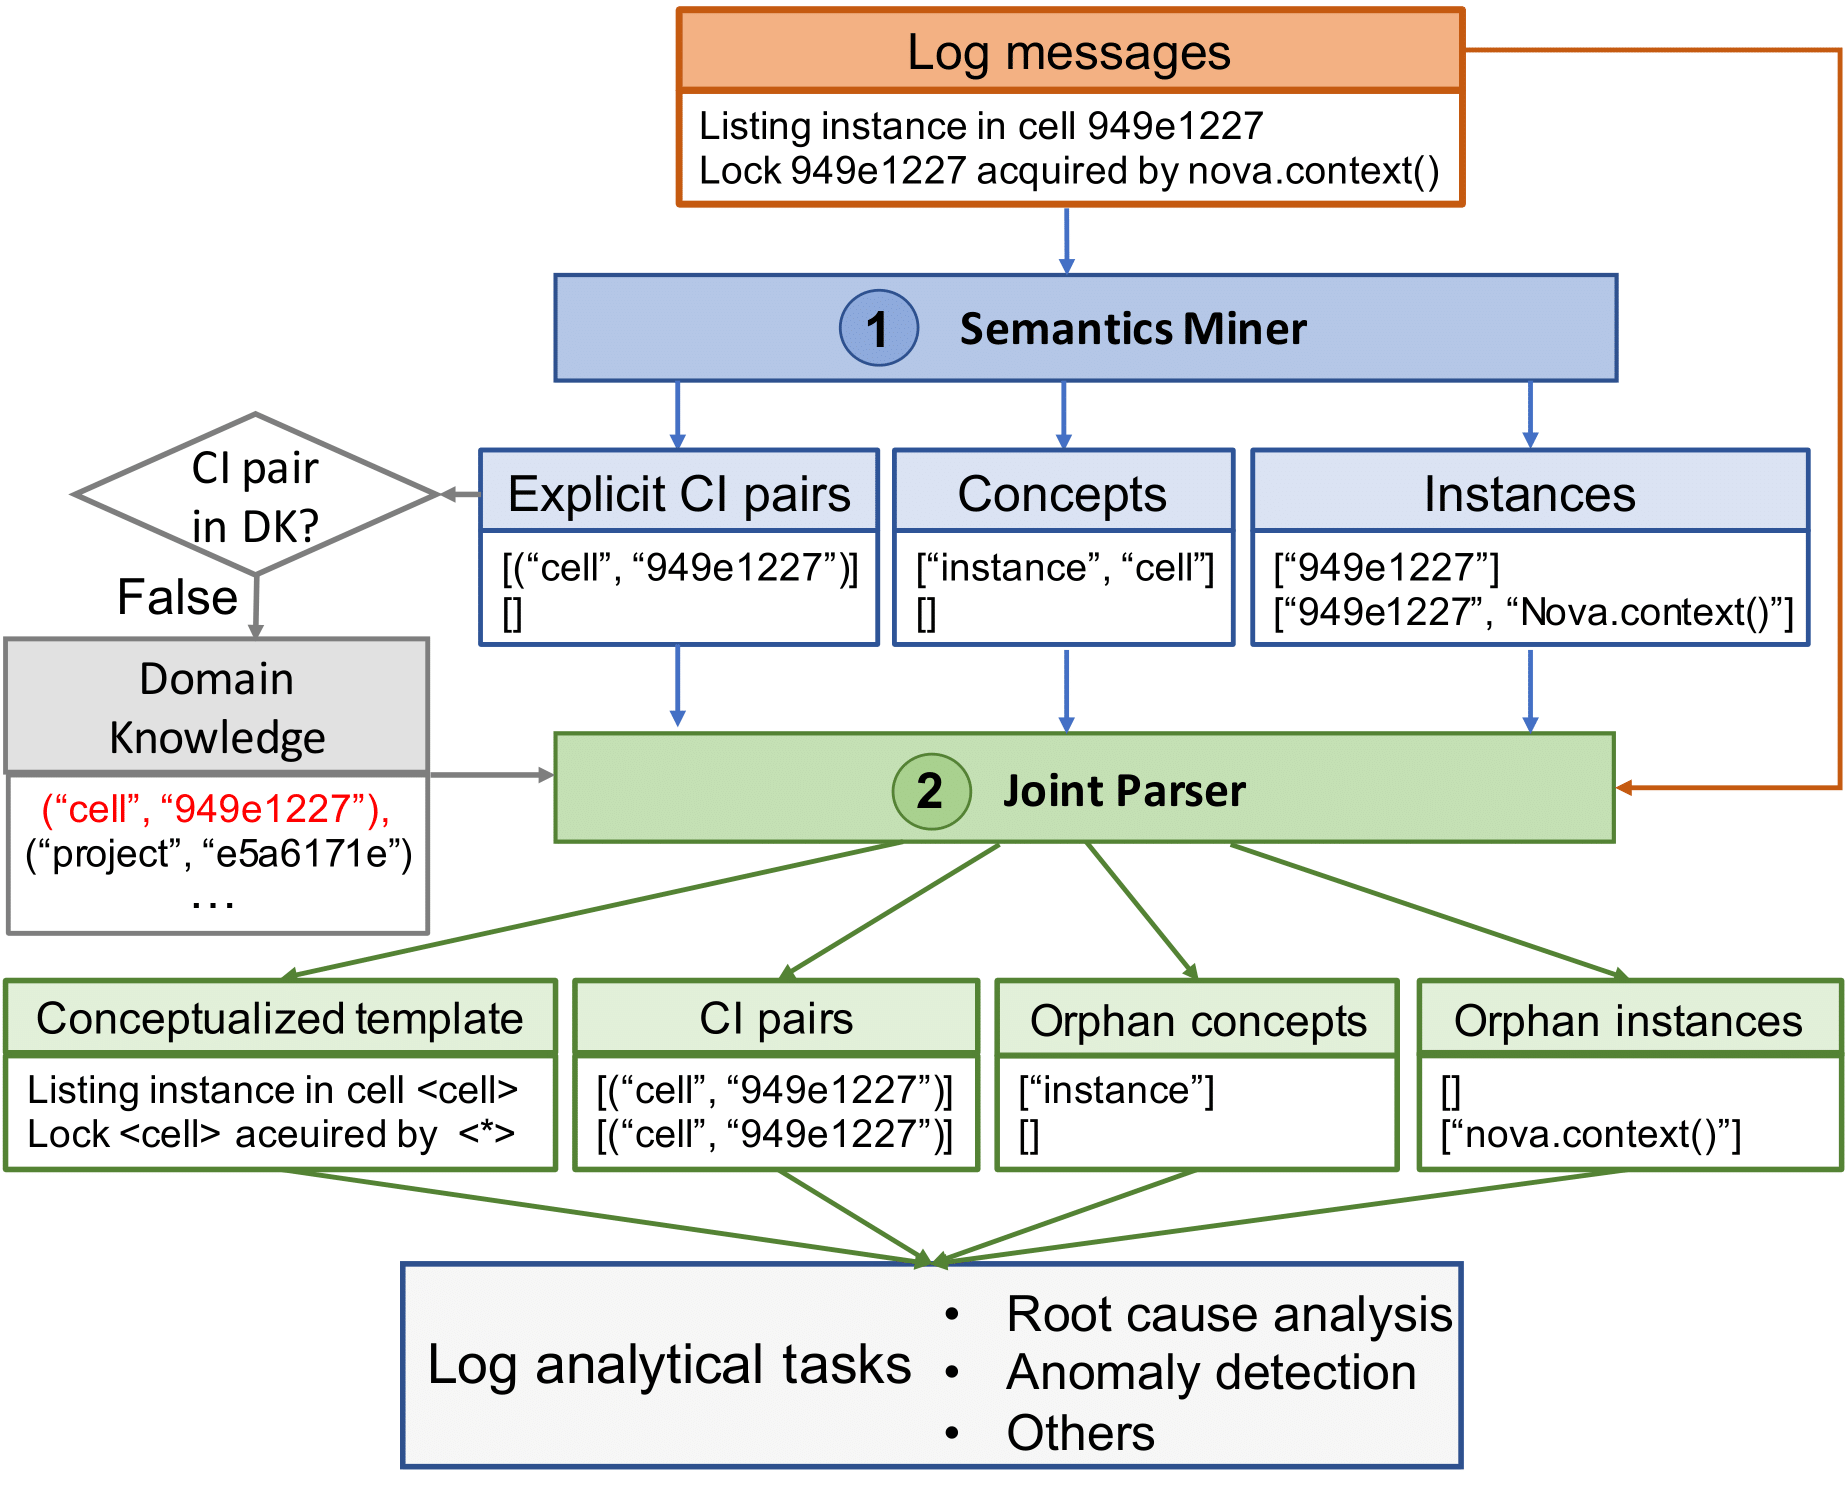 Log messages
Listing instance in cell 949e1227
Lock 949e1227 acquired by nova.context()
1 Semantics Miner
CI pair
in DK?
False
Explicit CI pairs
[(“cell”, “949e1227”)]
[]
Concepts
[“instance”, “cell”]
[]
Instances
[“949e1227”]
[“949e1227”, “Nova.context()”]
Domain
Knowledge
(“cell”, “949e1227”),
(“project”, “e5a6171e”)
...
2 Joint Parser
Conceptualized template
Listing instance in cell <cell>
Lock <cell> aceuired by <*>
CI pairs
[(“cell”, “949e1227”)]
[(“cell”, “949e1227”)]
Orphan concepts
[“instance”]
[]
Orphan instances
[]
[“nova.context()”]
Log analytical tasks
• Root cause analysis
• Anomaly detection
• Others